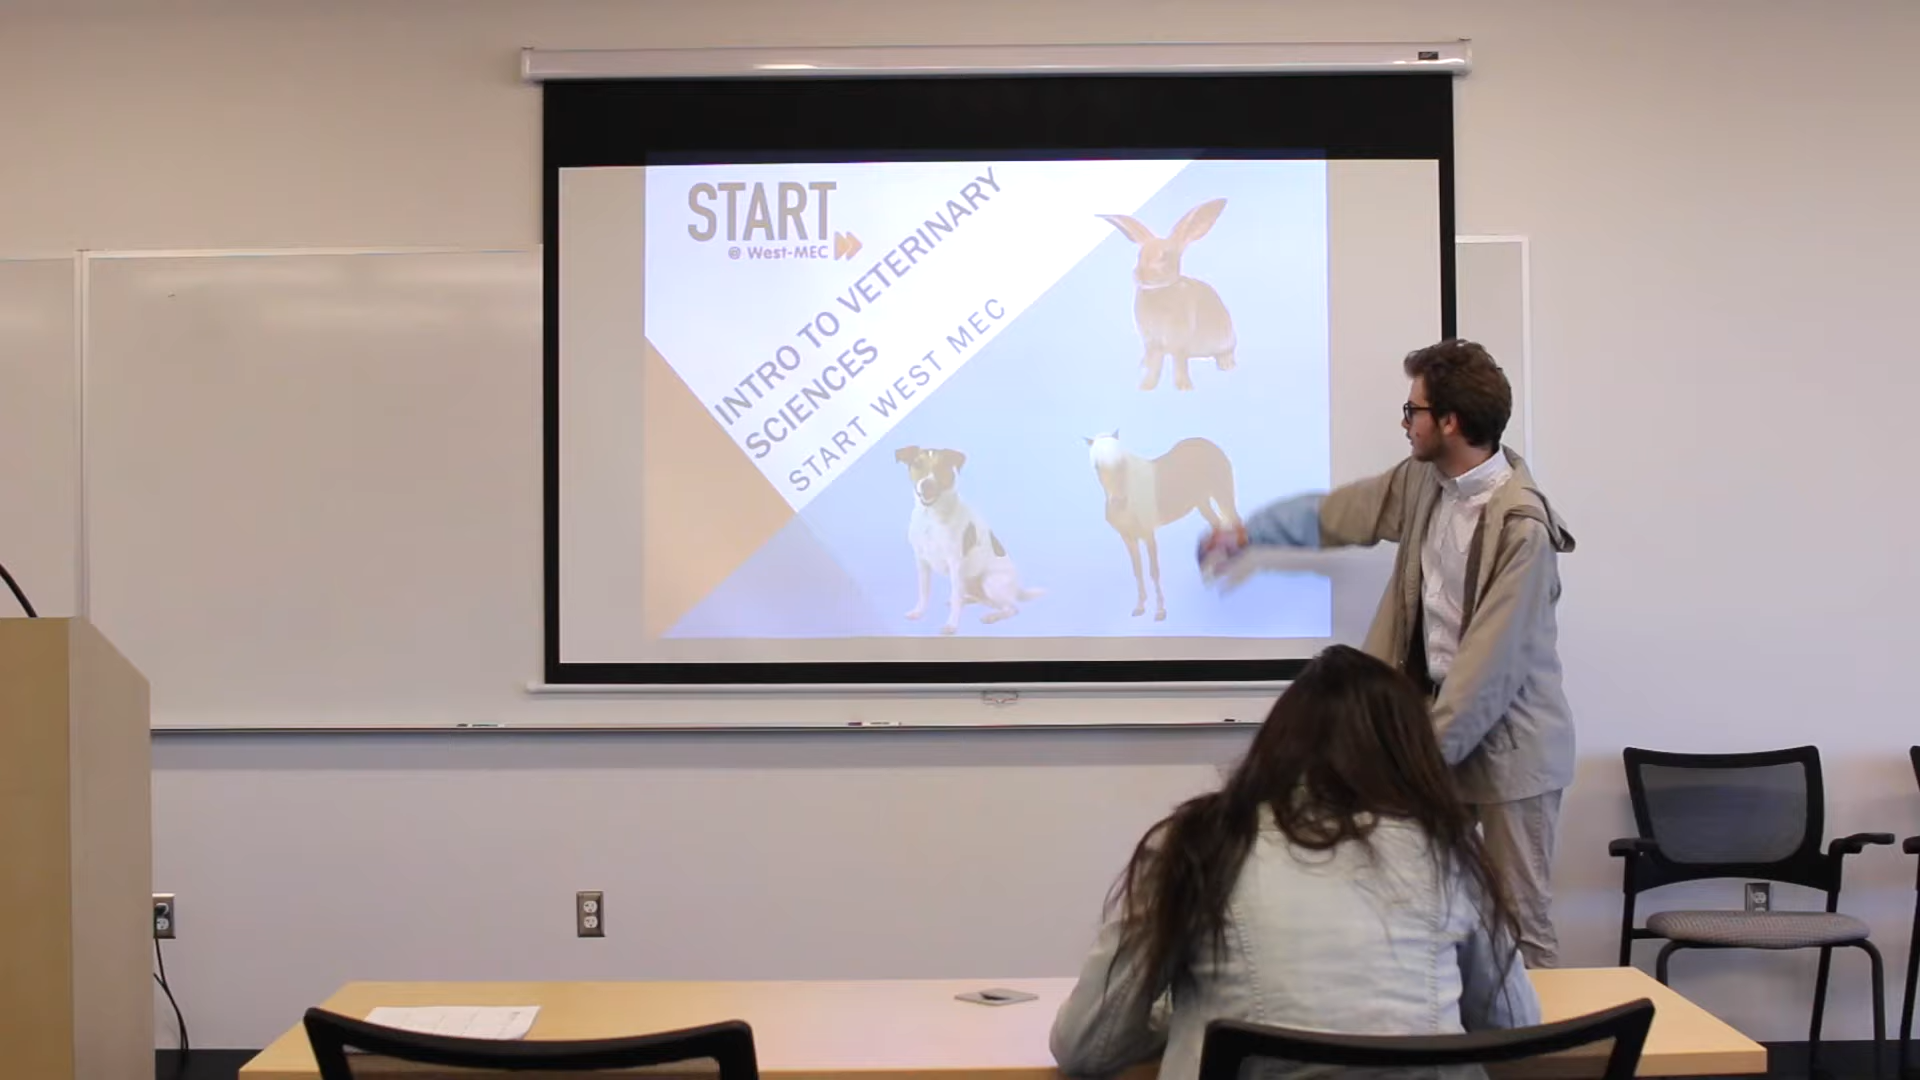 START
@ West-MEC
INTRO TO VETERINARY
SCIENCES
START WEST MEC